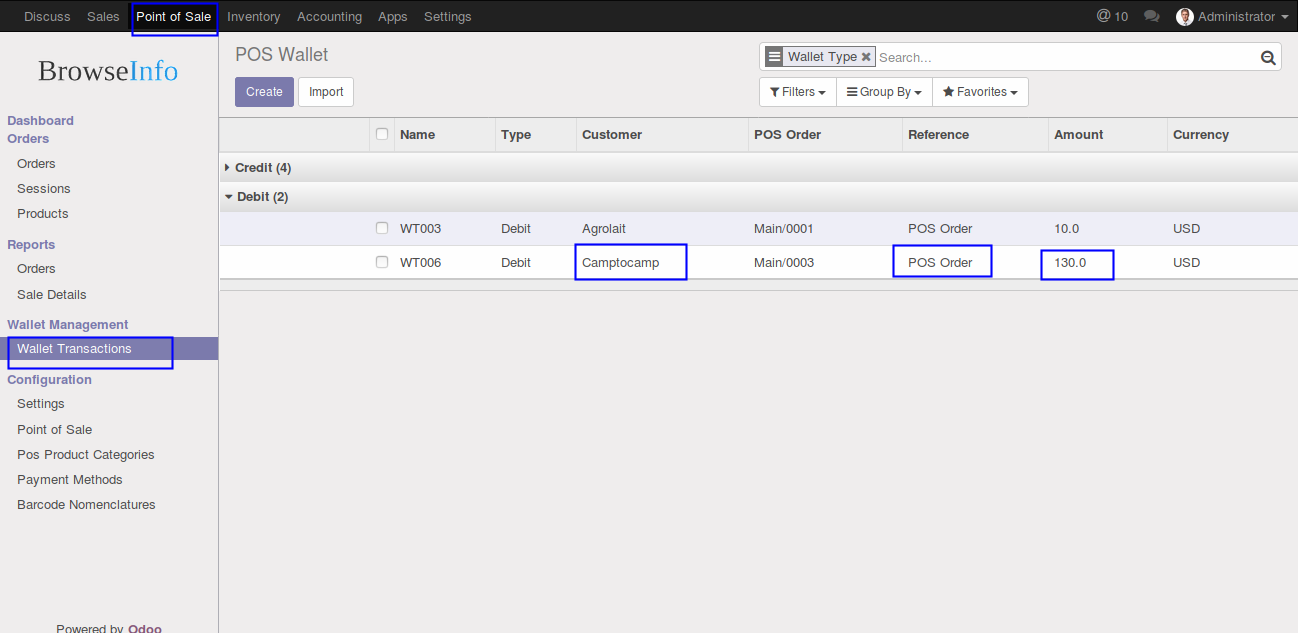 Discuss Sales Point of Sale Inventory Accounting Apps Settings @ 10 Administrator
BrowseInfo
Dashboard
Orders
Orders
Sessions
Products
Reports
Orders
Sale Details
Wallet Management
Wallet Transactions
Configuration
Settings
Point of Sale
Pos Product Categories
Payment Methods
Barcode Nomenclatures
Powered by Odoo
POS Wallet
Wallet Type Search...
Create Import
Filters Group By Favorites
Name Type Customer POS Order Reference Amount Currency
Credit (4)
Debit (2)
WT003 Debit Agrolait Main/0001 POS Order 10.0 USD
WT006 Debit Camptocamp Main/0003 POS Order 130.0 USD